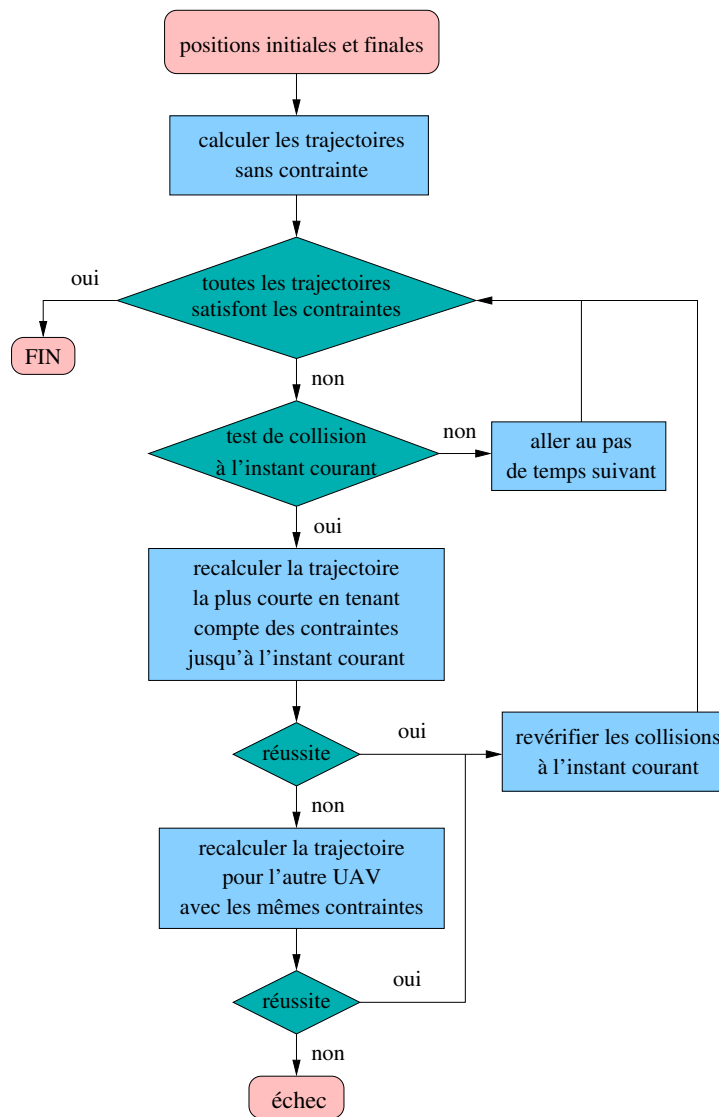 positions initiales et finales
calculer les trajectoires
sans contrainte
oui
toutes les trajectoires
satisfont les contraintes
FIN
non
test de collision
à l'instant courant
non
aller au pas
de temps suivant
oui
recalculer la trajectoire
la plus courte en tenant
compte des contraintes
jusqu'à l'instant courant
réussite
oui
revérifier les collisions
à l'instant courant
non
recalculer la trajectoire
pour l'autre UAV
avec les mêmes contraintes
réussite
oui
non
échec